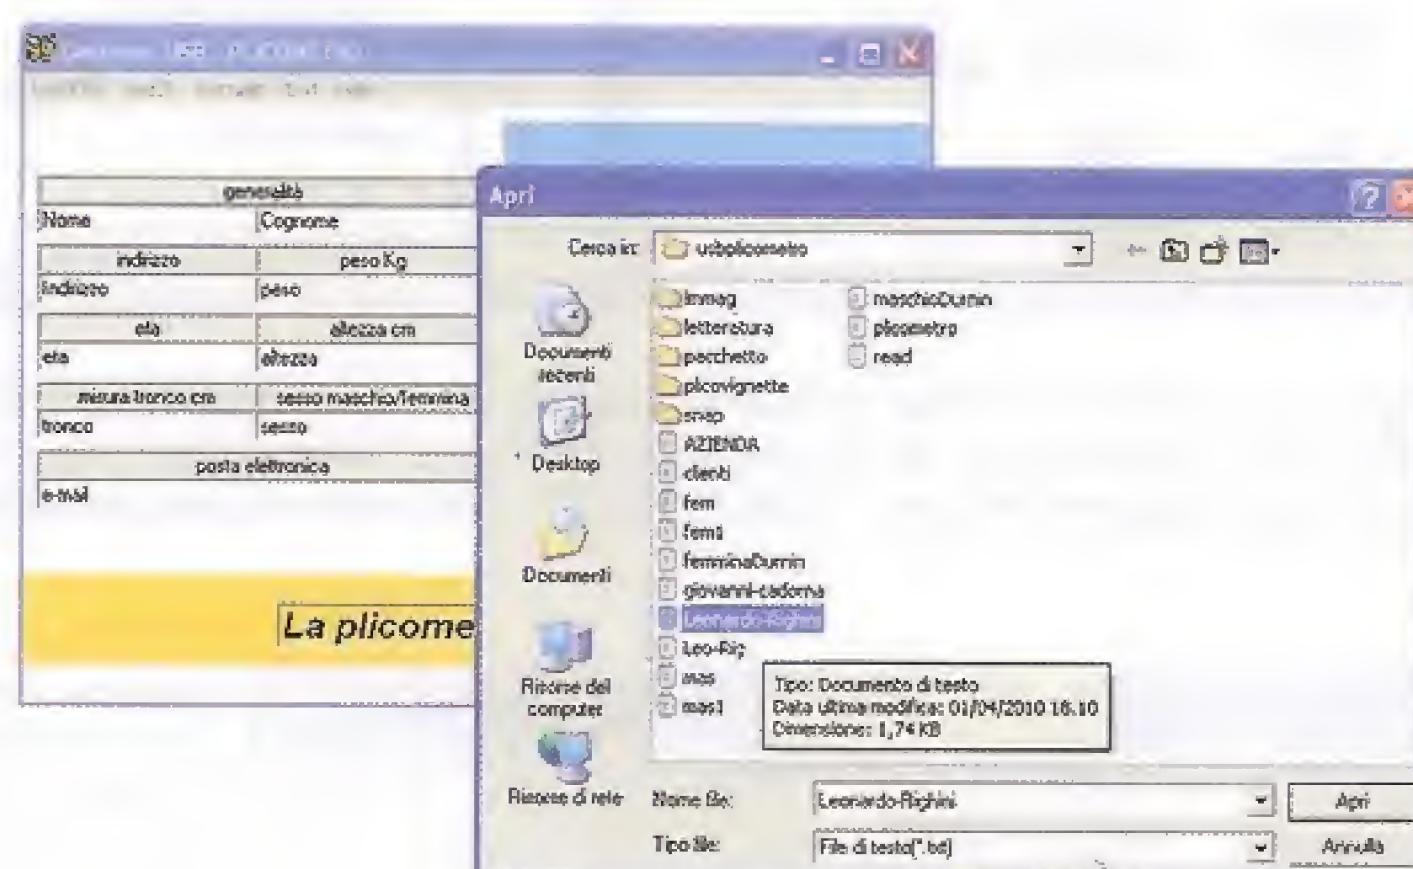 generalità
Nome Cognome
indirizzo peso Kg
indirizzo peso
eta altezza cm
eta altezza
misura tronco cm sesso maschio/femmina
tronco sesso
posta elettronica
e-mail
La plicome
Apri
Cerca in: usbplicometro
Documenti recenti
Desktop
Documenti
Risorse del computer
Risorse di rete
immag
letteratura
pacchetto
plicovignette
snap
AZIENDA
clienti
fem
fem1
femminaDurnin
giovanni-cadorna
Leonardo-Righini
Leo-Rig
mas
mas1
maschioDurnin
plicometro
read
Tipo: Documento di testo
Data ultima modifica: 01/04/2010 18.10
Dimensione: 1,74 KB
Nome file: Leonardo-Righini Apri
Tipo file: File di testo(*.txt) Annulla